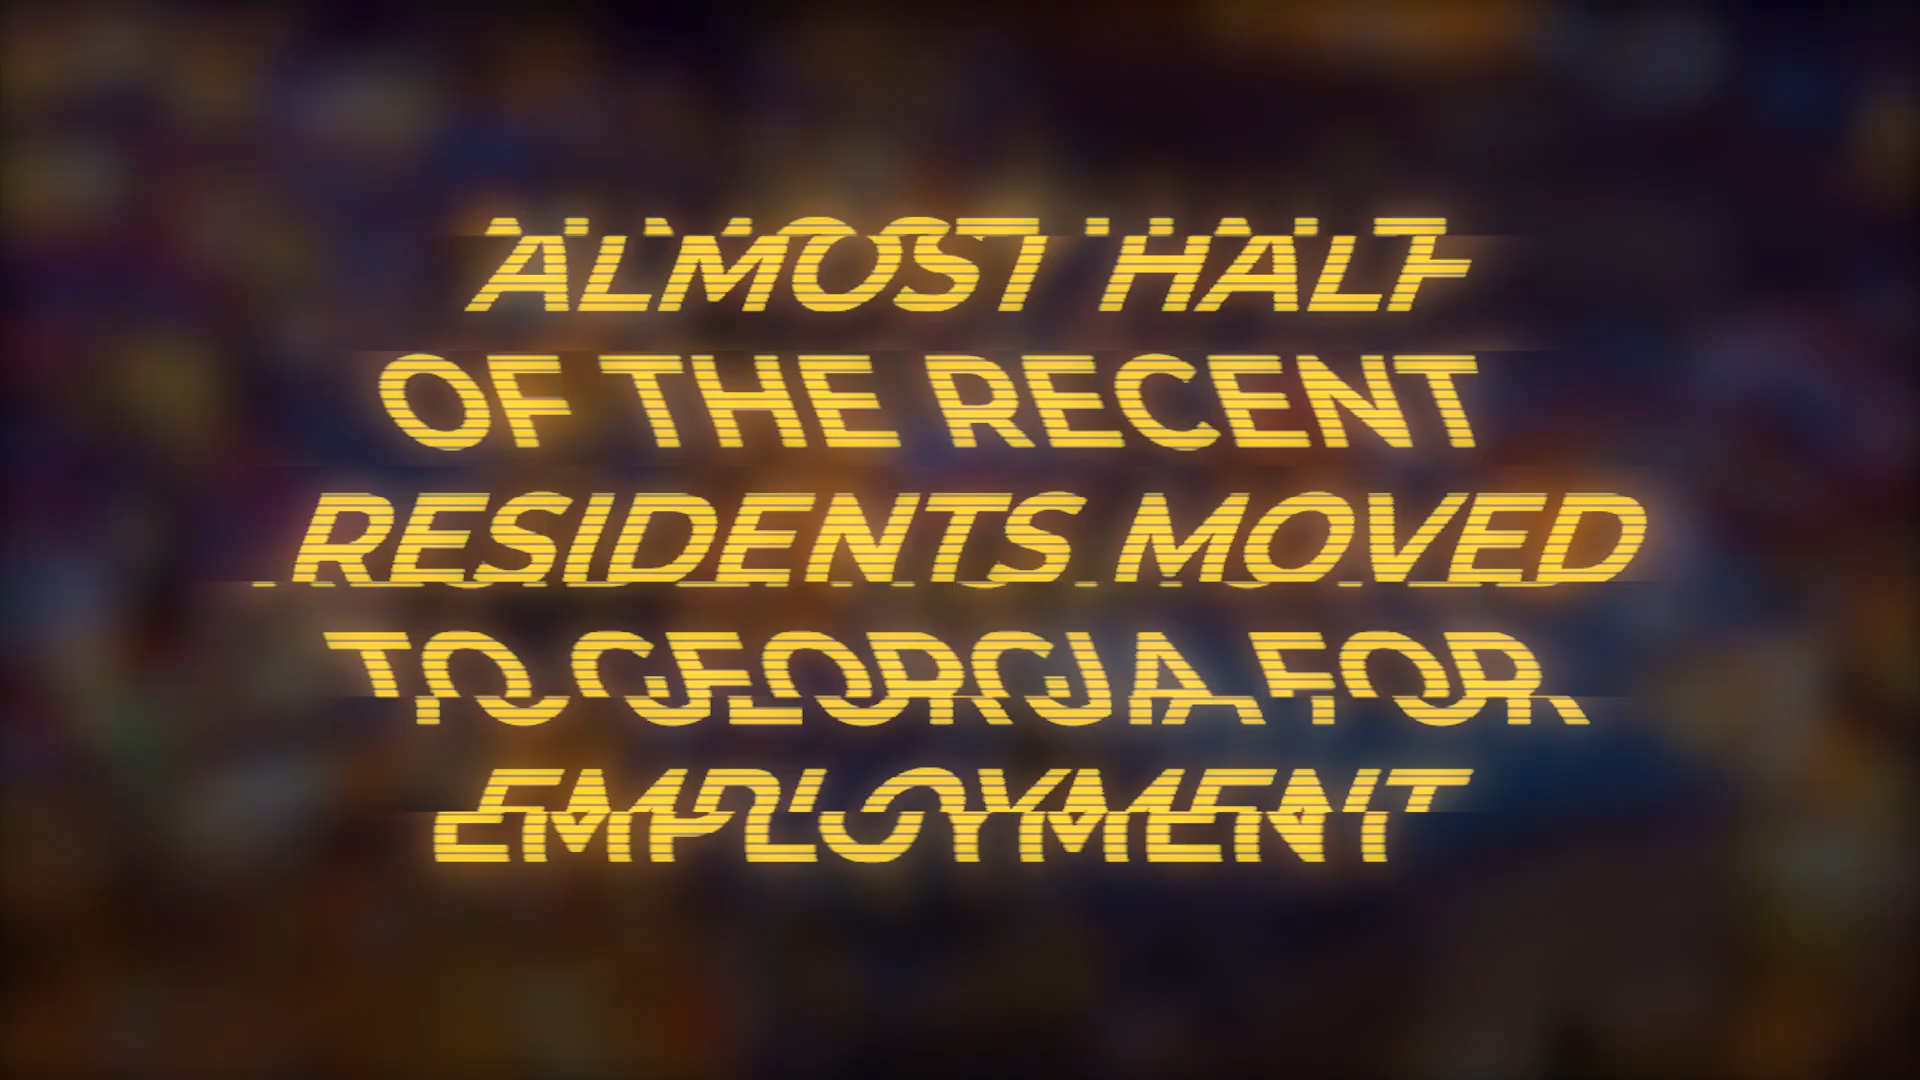 ALMOST HALF
OF THE RECENT
RESIDENTS MOVED
TO GEORGIA FOR
EMPLOYMENT